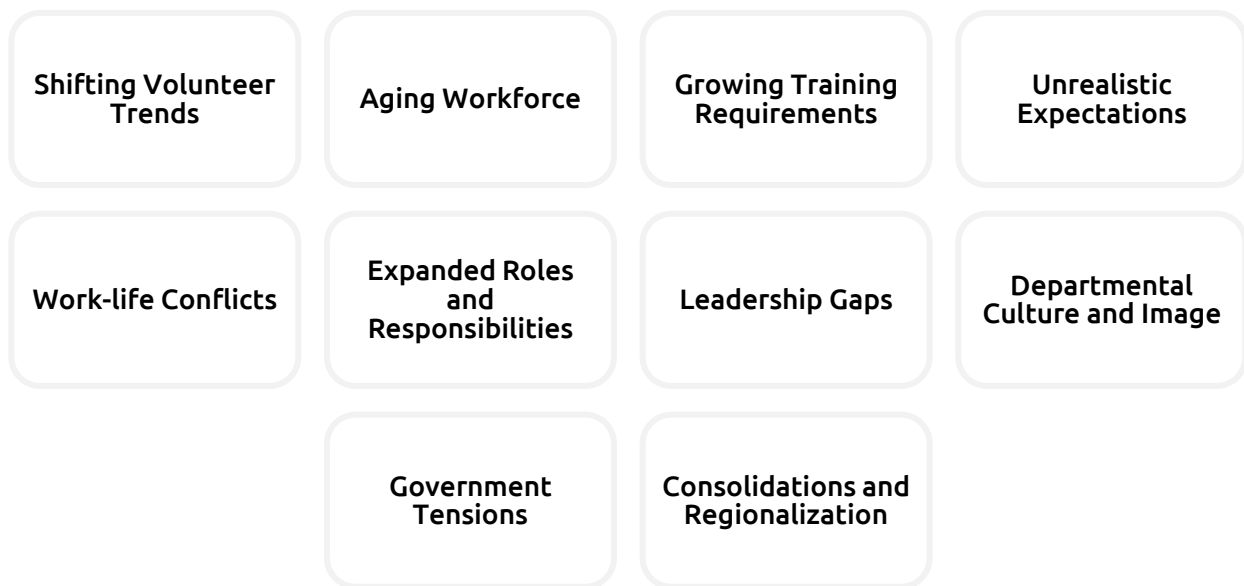 Shifting Volunteer
Trends
Aging Workforce
Growing Training
Requirements
Unrealistic
Expectations
Work-life Conflicts
Expanded Roles
and
Responsibilities
Leadership Gaps
Departmental
Culture and Image
Government
Tensions
Consolidations and
Regionalization